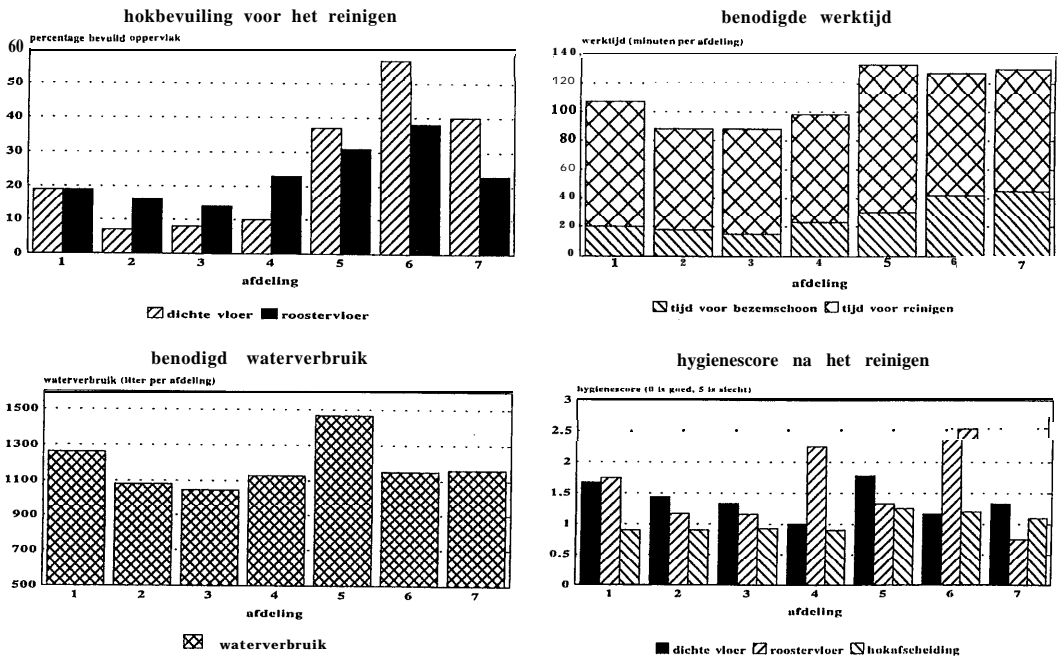 hokbevuiling voor het reinigen
percentage bevuild oppervlak
60
50
40
30
20
10
0
1 2 3 4 5 6 7
afdeling
dichte vloer roostervloer
benodigde werktijd
werktijd (minuten per afdeling)
140
120
100
80
60
40
20
0
1 2 3 4 5 6 7
afdeling
tijd voor bezemschoon tijd voor reinigen
benodigd waterverbruik
waterverbruik (liter per afdeling)
1500
1300
1100
900
700
500
1 2 3 4 5 6 7
afdeling
waterverbruik
hygienescore na het reinigen
hygienescore (0 is goed, 5 is slecht)
3
2.5
2
1.5
1
0.5
0
1 2 3 4 5 6 7
afdeling
dichte vloer roostervloer hokafscheiding